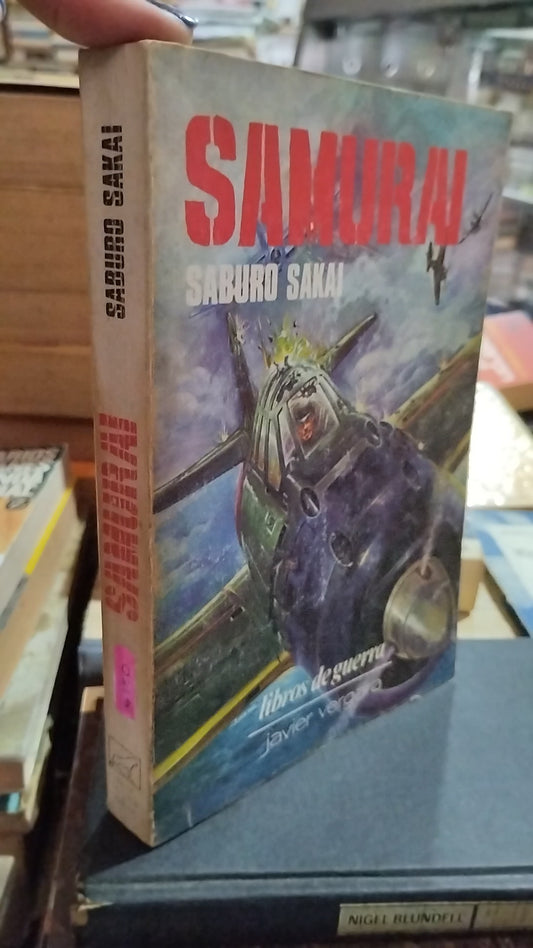 SAMURAI
SABURO SAKAI
libros de guerra
javier vergara
SABURO SAKAI
SAMURAI
NIGEL BLUNDELL